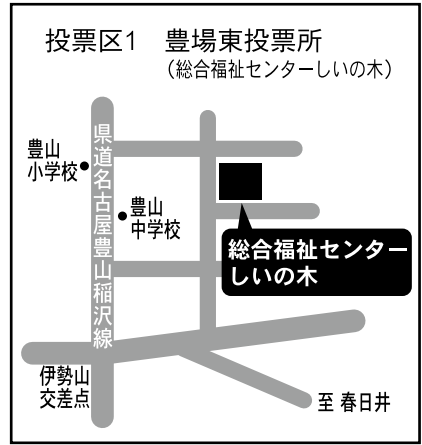 投票区1 豊場東投票所
（総合福祉センターしいの木）
豊山
小学校
県道名古屋豊山稲沢線
豊山
中学校
総合福祉センター
しいの木
伊勢山
交差点
至 春日井